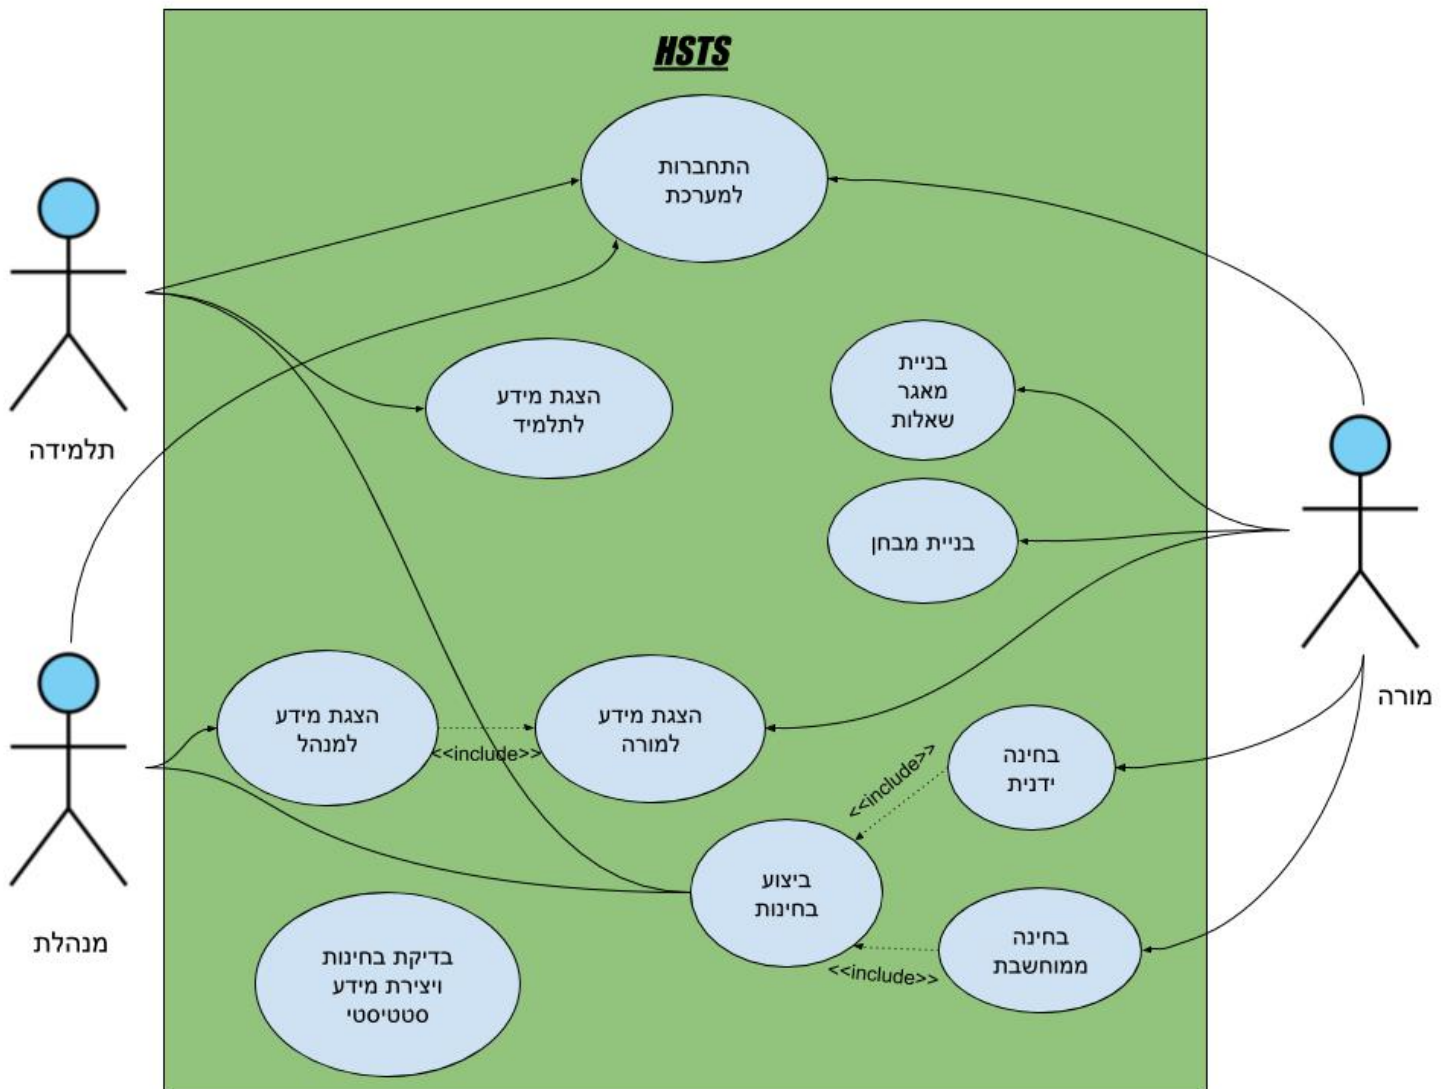 HSTS
התחברות
למערכת
הצגת מידע
לתלמיד
בניית
מאגר
שאלות
תלמידה
בניית מבחן
מורה
הצגת מידע
למנהל
<<include>>
הצגת מידע
למורה
בחינה
ידנית
<<include>>
ביצוע
בחינות
בחינה
ממוחשבת
<<include>>
מנהלת
בדיקת בחינות
ויצירת מידע
סטטיסטי